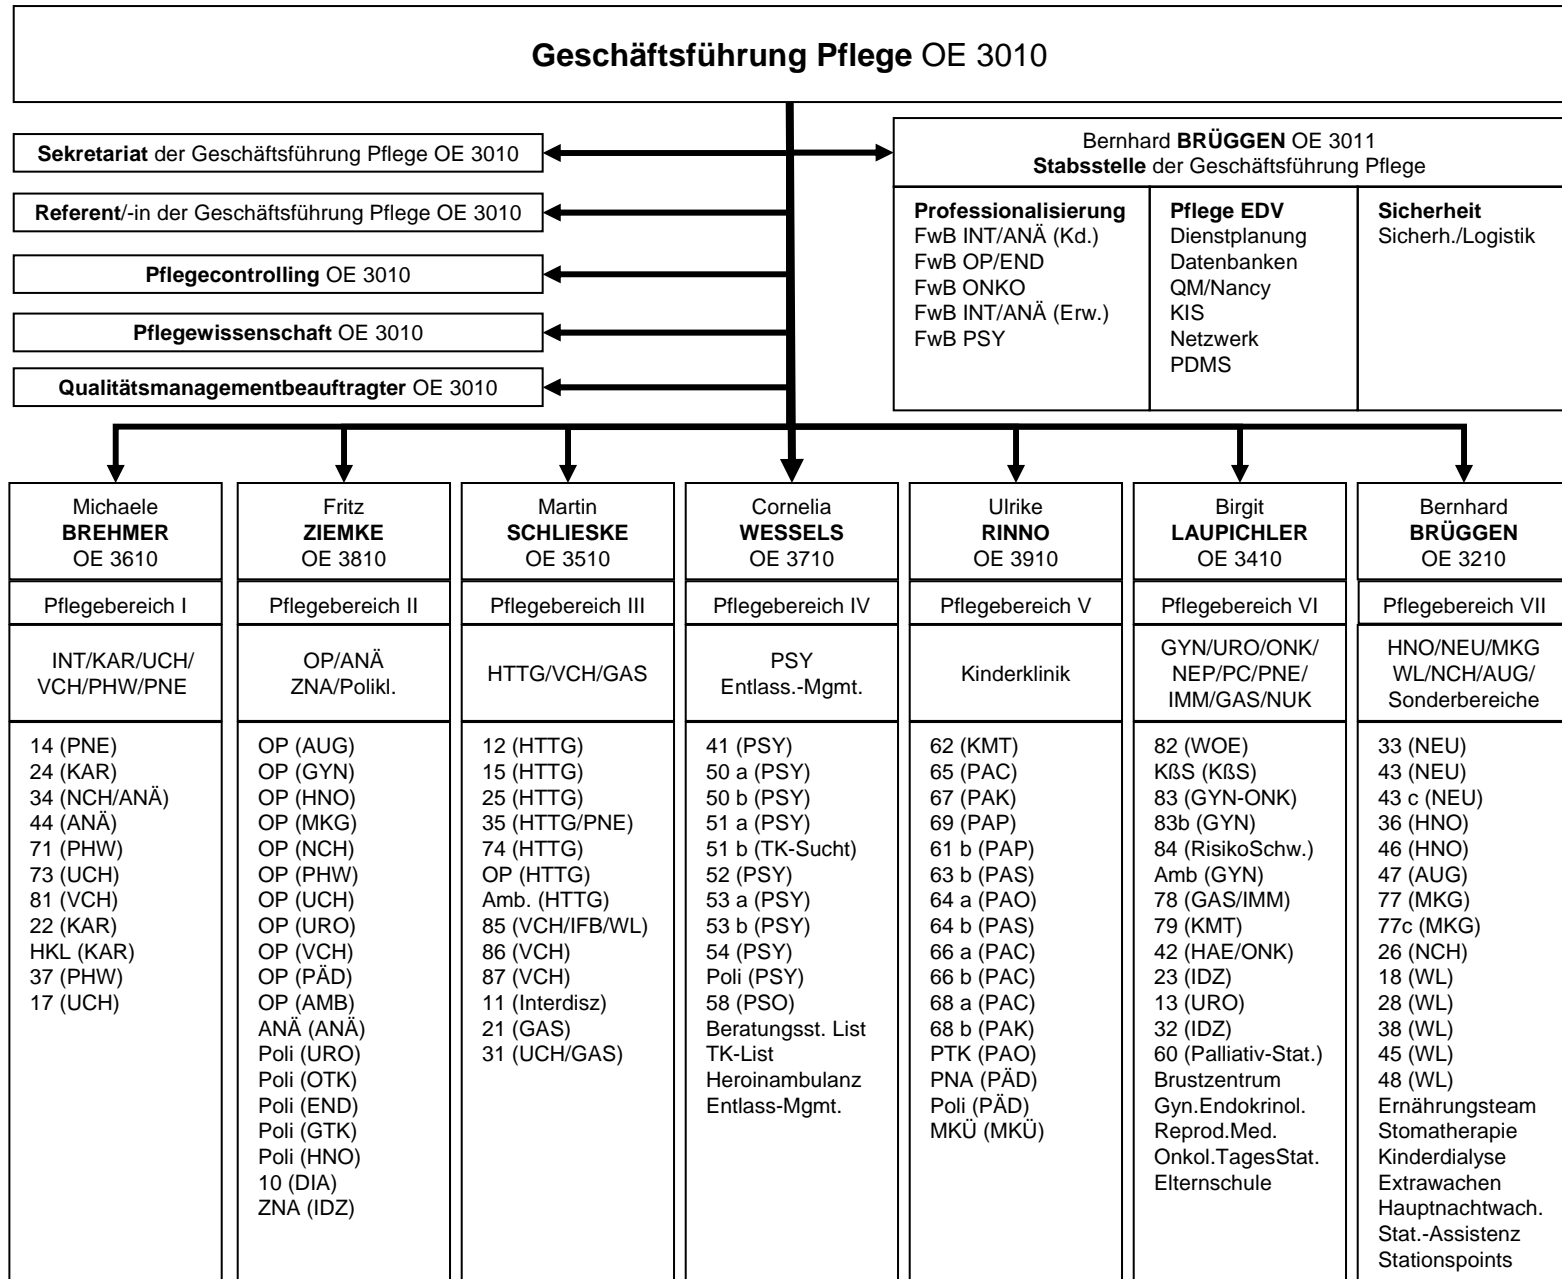 Geschäftsführung Pflege OE 3010
Sekretariat der Geschäftsführung Pflege OE 3010
Referent/-in der Geschäftsführung Pflege OE 3010
Pflegecontrolling OE 3010
Pflegewissenschaft OE 3010
Qualitätsmanagementbeauftragter OE 3010
Bernhard BRÜGGEN OE 3011
Stabsstelle der Geschäftsführung Pflege
Professionalisierung
FwB INT/ANÄ (Kd.)
FwB OP/END
FwB ONKO
FwB INT/ANÄ (Erw.)
FwB PSY
Pflege EDV
Dienstplanung
Datenbanken
QM/Nancy
KIS
Netzwerk
PDMS
Sicherheit
Sicherh./Logistik
Michaele
BREHMER
OE 3610
Pflegebereich I
INT/KAR/UCH/
VCH/PHW/PNE
14 (PNE)
24 (KAR)
34 (NCH/ANÄ)
44 (ANÄ)
71 (PHW)
73 (UCH)
81 (VCH)
22 (KAR)
HKL (KAR)
37 (PHW)
17 (UCH)
Fritz
ZIEMKE
OE 3810
Pflegebereich II
OP/ANÄ
ZNA/Polikl.
OP (AUG)
OP (GYN)
OP (HNO)
OP (MKG)
OP (NCH)
OP (PHW)
OP (UCH)
OP (URO)
OP (VCH)
OP (PÄD)
OP (AMB)
ANÄ (ANÄ)
Poli (URO)
Poli (OTK)
Poli (END)
Poli (GTK)
Poli (HNO)
10 (DIA)
ZNA (IDZ)
Martin
SCHLIESKE
OE 3510
Pflegebereich III
HTTG/VCH/GAS
12 (HTTG)
15 (HTTG)
25 (HTTG)
35 (HTTG/PNE)
74 (HTTG)
OP (HTTG)
Amb. (HTTG)
85 (VCH/IFB/WL)
86 (VCH)
87 (VCH)
11 (Interdisz)
21 (GAS)
31 (UCH/GAS)
Cornelia
WESSELS
OE 3710
Pflegebereich IV
PSY
Entlass.-Mgmt.
41 (PSY)
50 a (PSY)
50 b (PSY)
51 a (PSY)
51 b (TK-Sucht)
52 (PSY)
53 a (PSY)
53 b (PSY)
54 (PSY)
Poli (PSY)
58 (PSO)
Beratungsst. List
TK-List
Heroinambulanz
Entlass-Mgmt.
Ulrike
RINNO
OE 3910
Pflegebereich V
Kinderklinik
62 (KMT)
65 (PAC)
67 (PAK)
69 (PAP)
61 b (PAP)
63 b (PAS)
64 a (PAO)
64 b (PAS)
66 a (PAC)
66 b (PAC)
68 a (PAC)
68 b (PAK)
PTK (PAO)
PNA (PÄD)
Poli (PÄD)
MKÜ (MKÜ)
Birgit
LAUPICHLER
OE 3410
Pflegebereich VI
GYN/URO/ONK/
NEP/PC/PNE/
IMM/GAS/NUK
82 (WOE)
KßS (KßS)
83 (GYN-ONK)
83b (GYN)
84 (RisikoSchw.)
Amb (GYN)
78 (GAS/IMM)
79 (KMT)
42 (HAE/ONK)
23 (IDZ)
13 (URO)
32 (IDZ)
60 (Palliativ-Stat.)
Brustzentrum
Gyn.Endokrinol.
Reprod.Med.
Onkol.TagesStat.
Elternschule
Bernhard
BRÜGGEN
OE 3210
Pflegebereich VII
HNO/NEU/MKG
WL/NCH/AUG/
Sonderbereiche
33 (NEU)
43 (NEU)
43 c (NEU)
36 (HNO)
46 (HNO)
47 (AUG)
77 (MKG)
77c (MKG)
26 (NCH)
18 (WL)
28 (WL)
38 (WL)
45 (WL)
48 (WL)
Ernährungsteam
Stomatherapie
Kinderdialyse
Extrawachen
Hauptnachtwach.
Stat.-Assistenz
Stationspoints